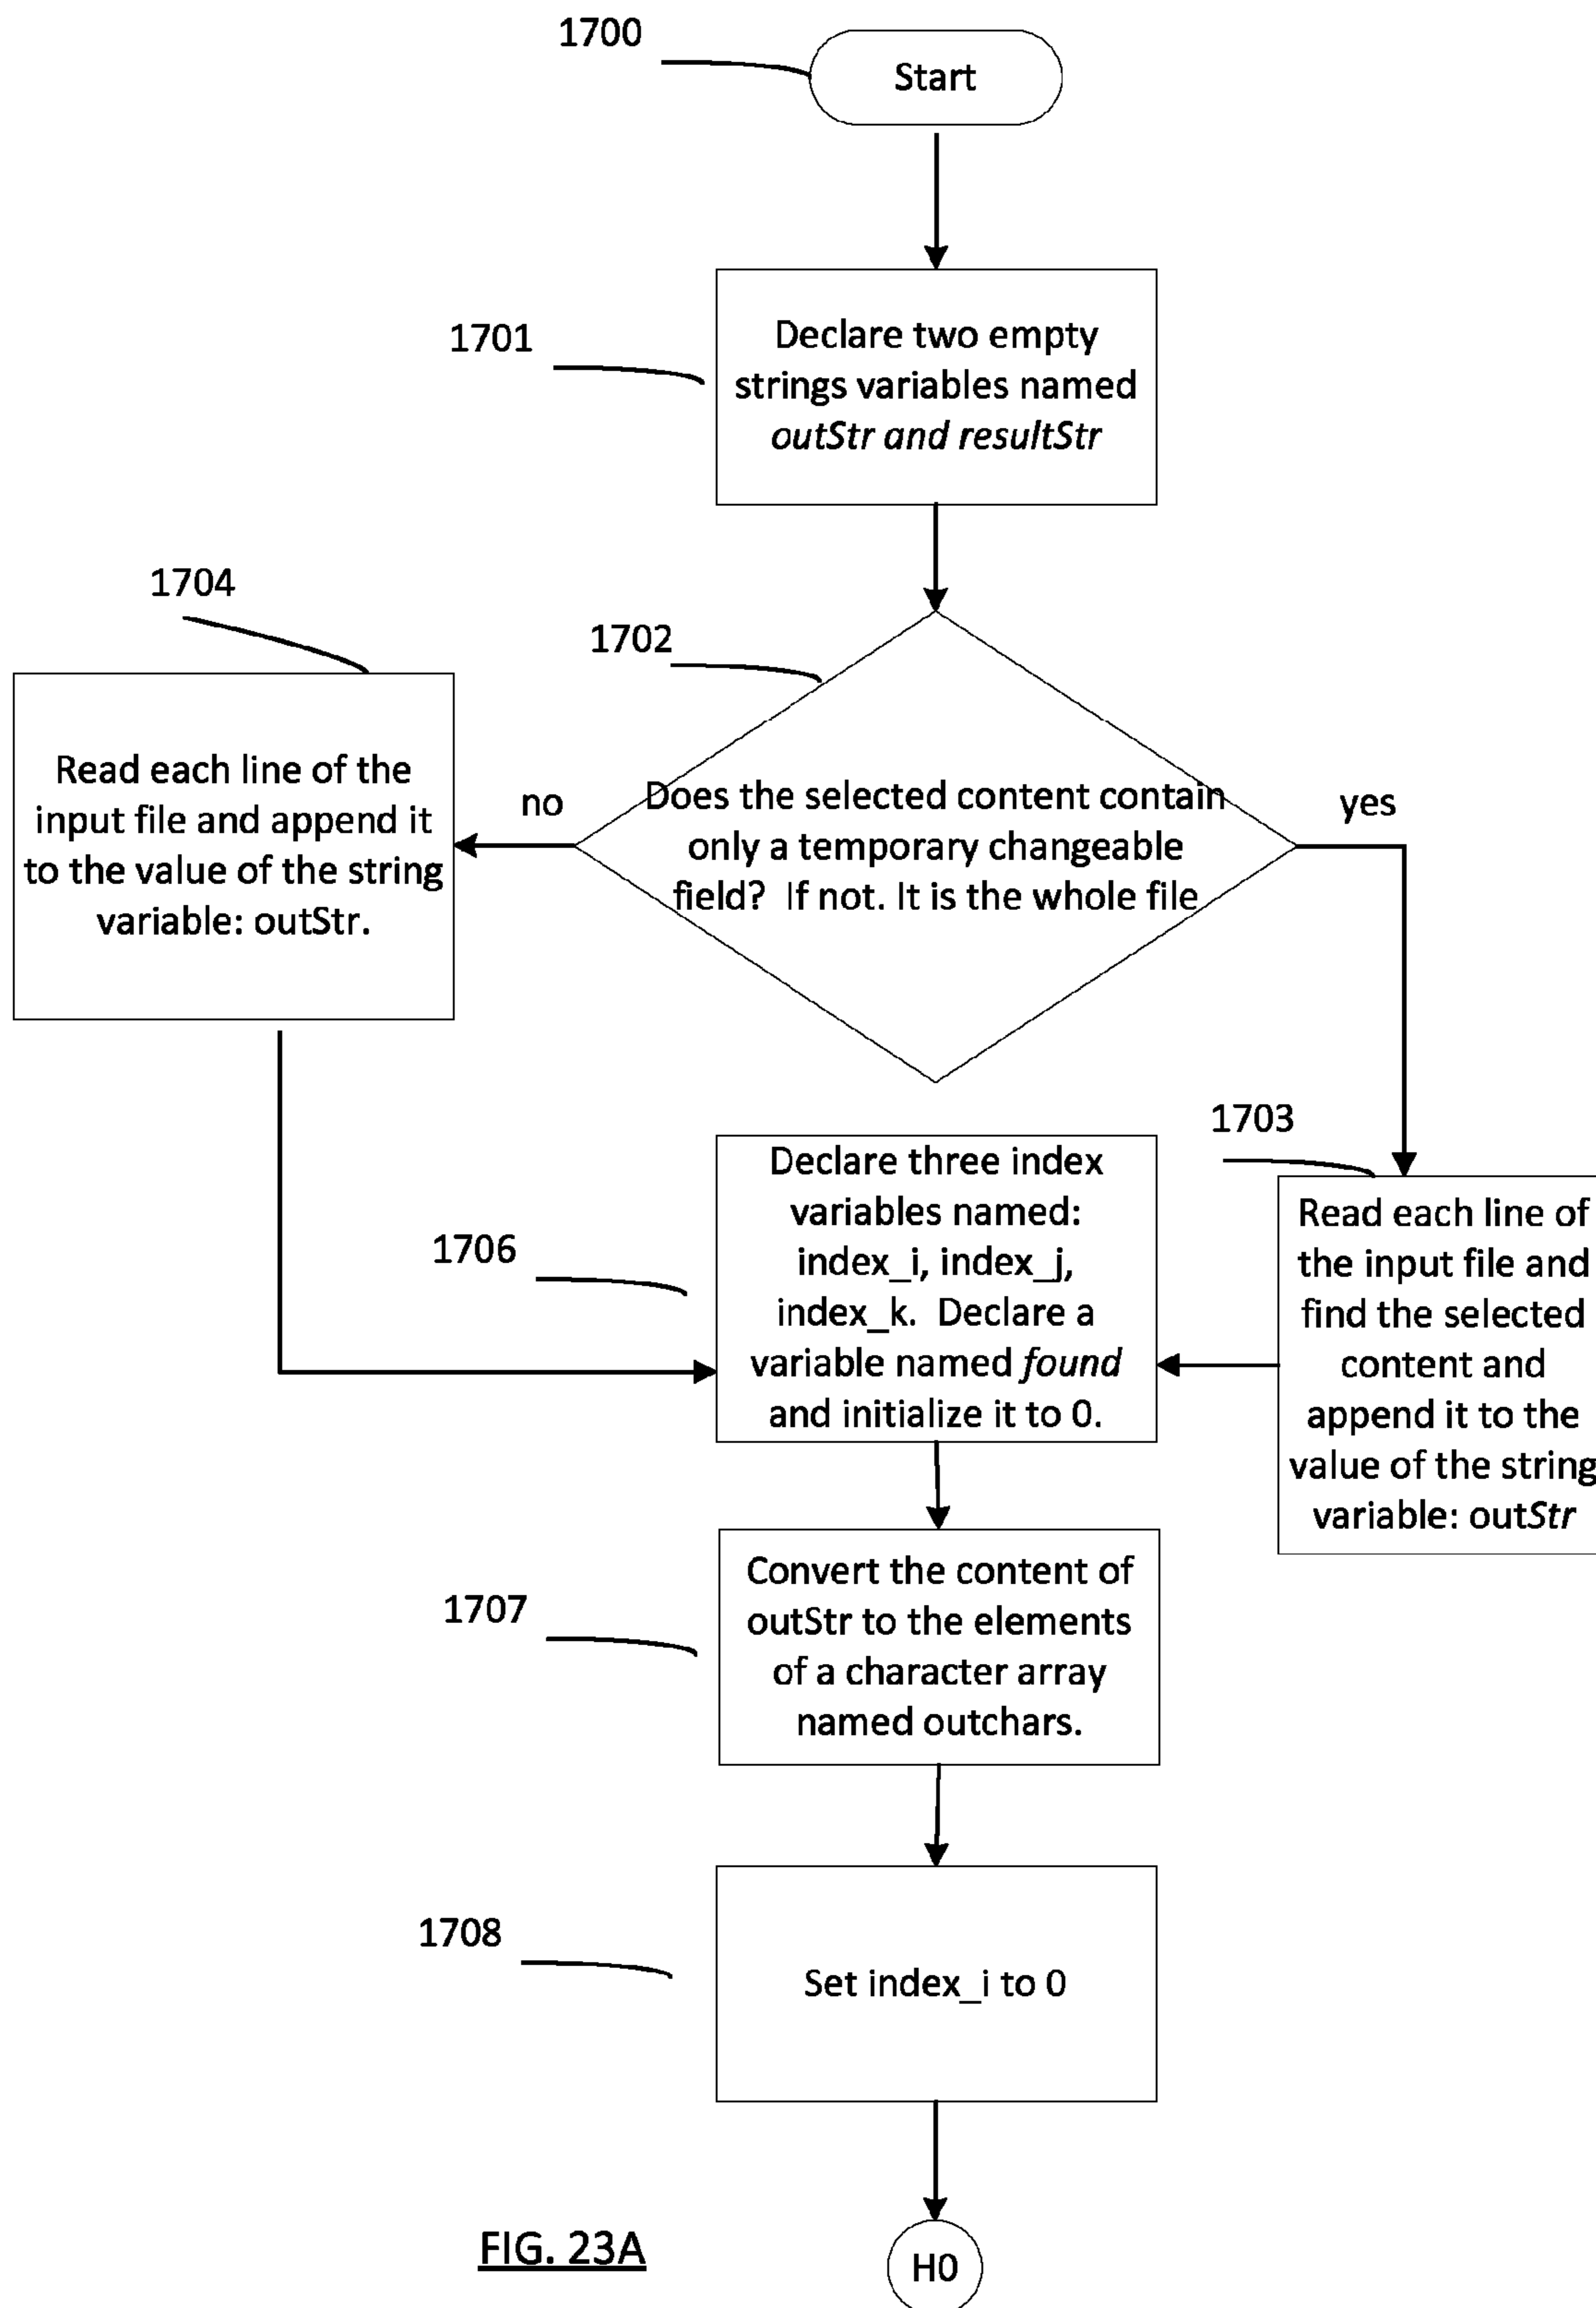 1700
Start
1701
Declare two empty
strings variables named
outStr and resultStr
1704
1702
Read each line of the
input file and append it
to the value of the string
variable: outStr.
no
Does the selected content contain
only a temporary changeable
field?  If not. It is the whole file
yes
1703
1706
Declare three index
variables named:
index_i, index_j,
index_k.  Declare a
variable named found
and initialize it to 0.
Read each line of
the input file and
find the selected
content and
append it to the
value of the string
variable: outStr
1707
Convert the content of
outStr to the elements
of a character array
named outchars.
1708
Set index_i to 0
FIG. 23A
H0